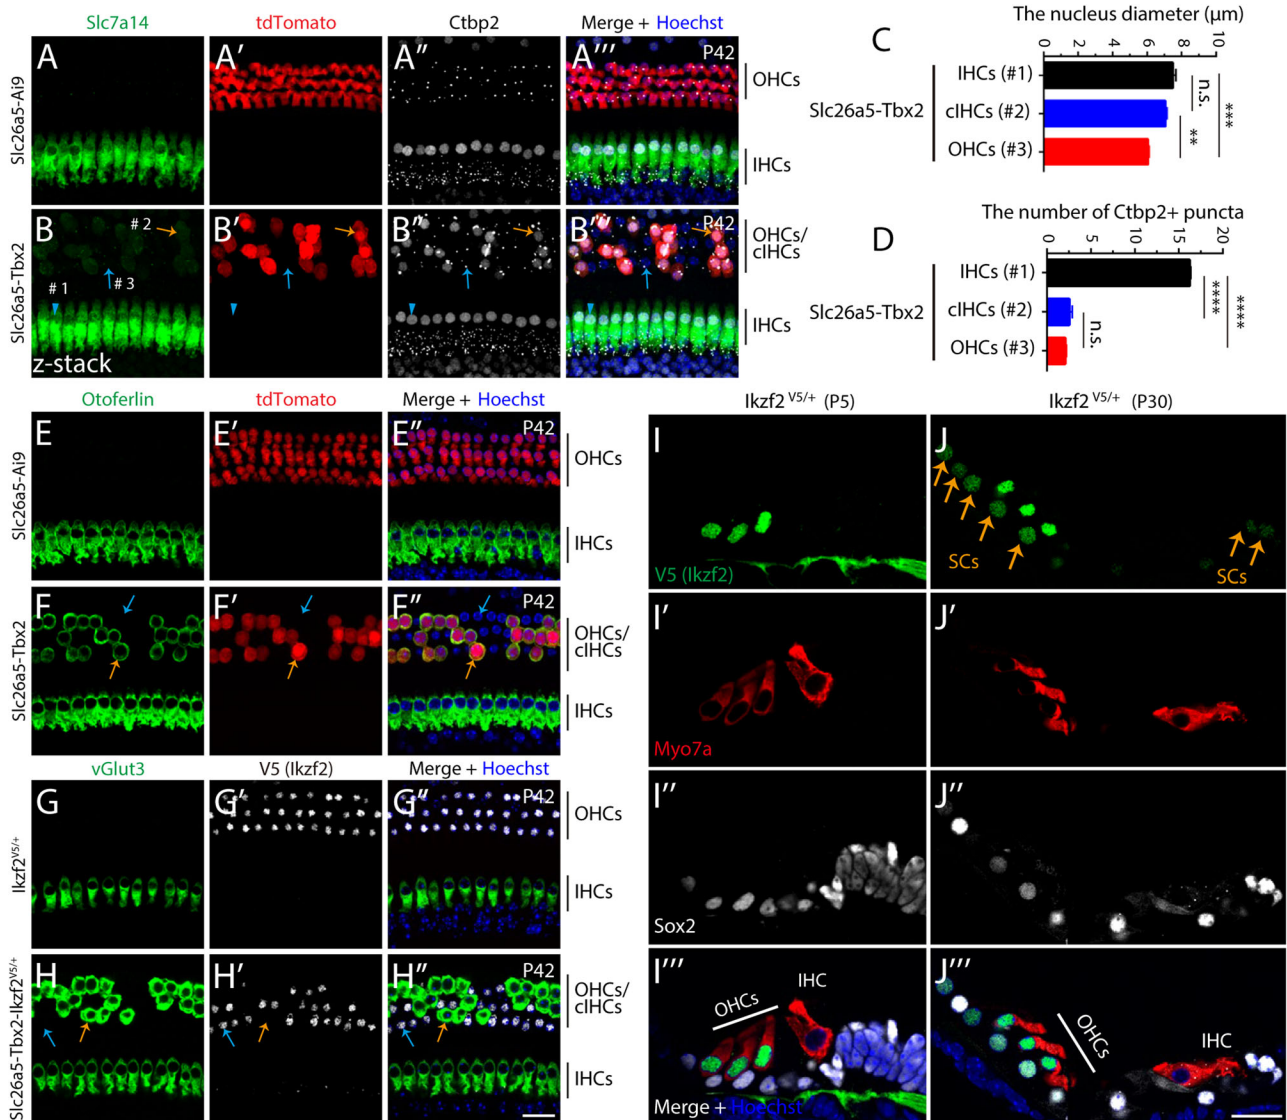 Slc7a14 tdTomato Ctbp2 Merge + Hoechst
Slc26a5-Ai9
A A′ A″ A‴ P42
OHCs
IHCs
Slc26a5-Tbx2
B B′ B″ B‴ P42
# 2
# 3
# 1
z-stack
OHCs/
cIHCs
IHCs
C
The nucleus diameter (μm)
0 2 4 6 8 10
Slc26a5-Tbx2
IHCs (#1)
cIHCs (#2)
OHCs (#3)
n.s.
**
***
D
The number of Ctbp2+ puncta
0 5 10 15 20
Slc26a5-Tbx2
IHCs (#1)
cIHCs (#2)
OHCs (#3)
n.s.
****
****
Otoferlin tdTomato Merge + Hoechst
Slc26a5-Ai9
E E′ E″ P42
OHCs
IHCs
Slc26a5-Tbx2
F F′ F″ P42
OHCs/
cIHCs
IHCs
vGlut3 V5 (Ikzf2) Merge + Hoechst
Ikzf2V5/+
G G′ G″ P42
OHCs
IHCs
Slc26a5-Tbx2-Ikzf2V5/+
H H′ H″ P42
OHCs/
cIHCs
IHCs
Ikzf2 V5/+ (P5) Ikzf2 V5/+ (P30)
I J
V5 (Ikzf2)
SCs SCs
I′ J′
Myo7a
I″ J″
Sox2
I‴ J‴
OHCs IHC
OHCs IHC
Merge + Hoechst